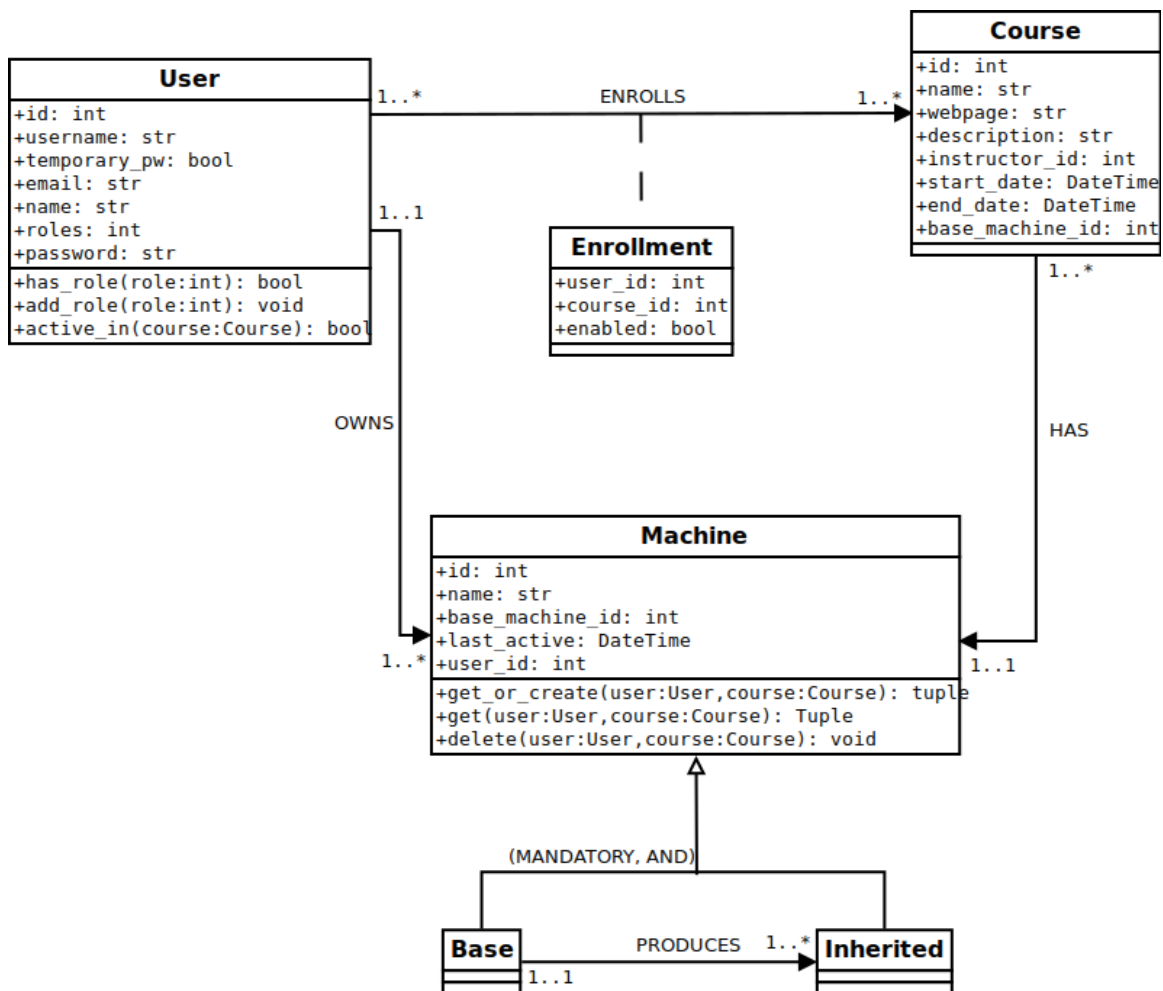 User
+id: int
+username: str
+temporary_pw: bool
+email: str
+name: str
+roles: int
+password: str
+has_role(role:int): bool
+add_role(role:int): void
+active_in(course:Course): bool
1..*
ENROLLS
1..*
Course
+id: int
+name: str
+webpage: str
+description: str
+instructor_id: int
+start_date: DateTime
+end_date: DateTime
+base_machine_id: int
Enrollment
+user_id: int
+course_id: int
+enabled: bool
1..1
OWNS
1..*
1..*
HAS
1..1
Machine
+id: int
+name: str
+base_machine_id: int
+last_active: DateTime
+user_id: int
+get_or_create(user:User,course:Course): tuple
+get(user:User,course:Course): Tuple
+delete(user:User,course:Course): void
(MANDATORY, AND)
Base
PRODUCES
1..*
1..1
Inherited